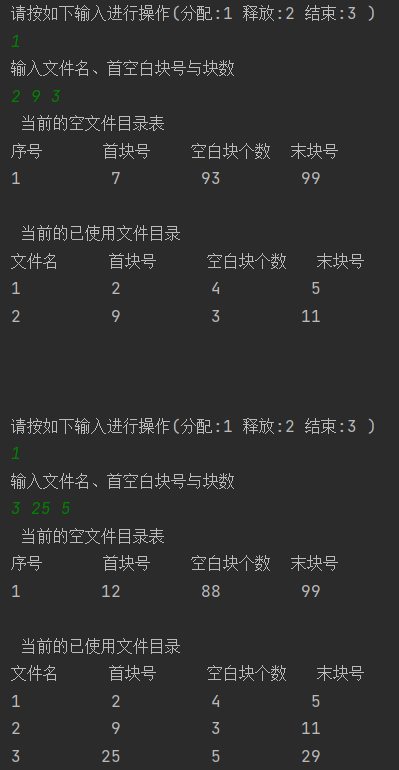 请按如下输入进行操作(分配:1 释放:2 结束:3 )
1
输入文件名、首空白块号与块数
2 9 3
当前的空文件目录表
序号 首块号 空白块个数 末块号
1 7 93 99
当前的已使用文件目录
文件名 首块号 空白块个数 末块号
1 2 4 5
2 9 3 11
请按如下输入进行操作(分配:1 释放:2 结束:3 )
1
输入文件名、首空白块号与块数
3 25 5
当前的空文件目录表
序号 首块号 空白块个数 末块号
1 12 88 99
当前的已使用文件目录
文件名 首块号 空白块个数 末块号
1 2 4 5
2 9 3 11
3 25 5 29